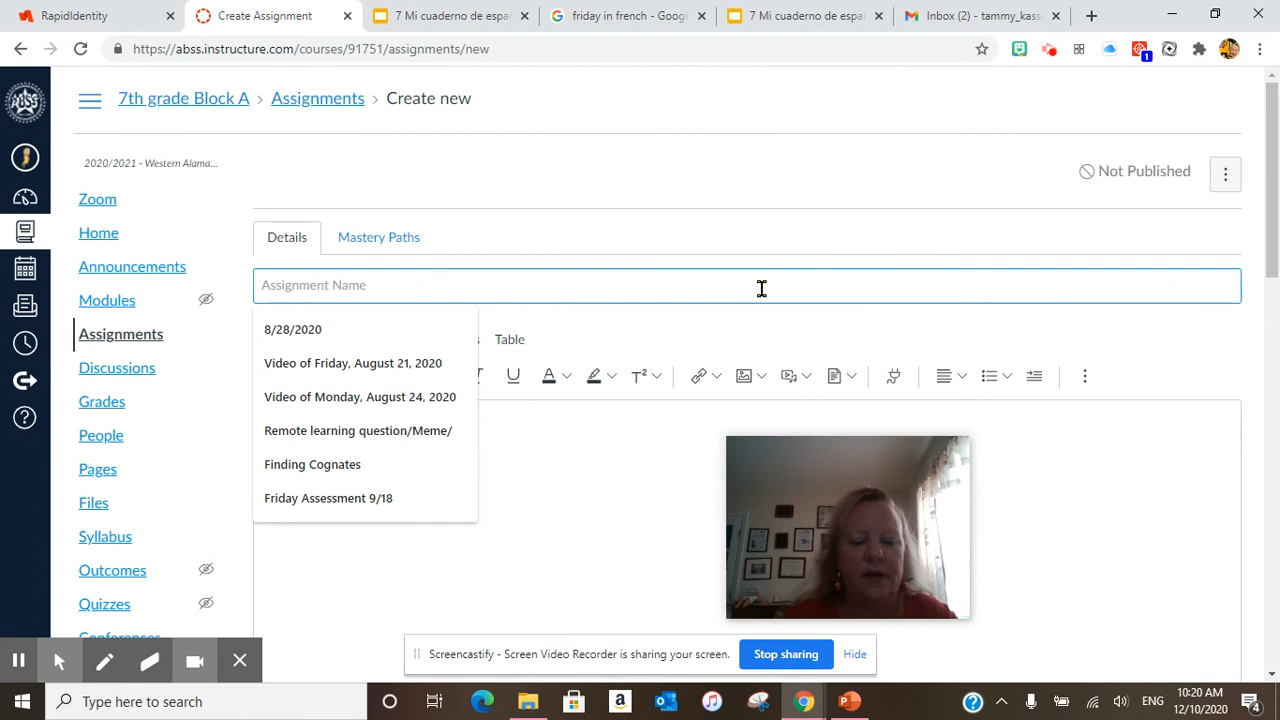 RapidIdentity
Create Assignment
7 Mi cuaderno de espa
friday in french - Goog
7 Mi cuaderno de espa
Inbox (2) - tammy_kass
https://abss.instructure.com/courses/91751/assignments/new
1
ABSS
7th grade Block A > Assignments > Create new
2020/2021 - Western Alama...
Not Published
Zoom
Home
Announcements
Modules
Assignments
Discussions
Grades
People
Pages
Files
Syllabus
Outcomes
Quizzes
Conferences
Details
Mastery Paths
Assignment Name
8/28/2020
Video of Friday, August 21, 2020
Video of Monday, August 24, 2020
Remote learning question/Meme/
Finding Cognates
Friday Assessment 9/18
s Table
Screencastify - Screen Video Recorder is sharing your screen.
Stop sharing
Hide
Type here to search
ENG
10:20 AM
12/10/2020
4